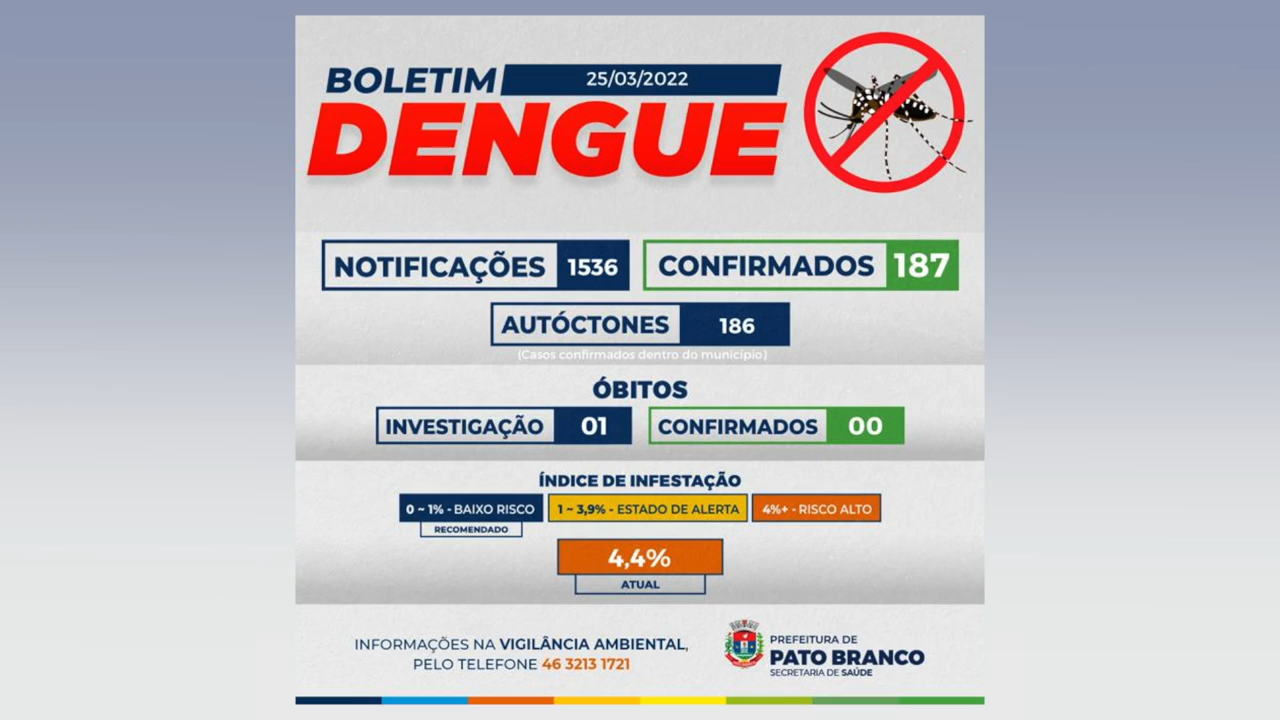 BOLETIM 25/03/2022
DENGUE
NOTIFICAÇÕES 1536 CONFIRMADOS 187
AUTÓCTONES 186
(Casos confirmados dentro do município)
ÓBITOS
INVESTIGAÇÃO 01 CONFIRMADOS 00
ÍNDICE DE INFESTAÇÃO
0 ~ 1% - BAIXO RISCO 1 ~ 3,9% - ESTADO DE ALERTA 4%+ - RISCO ALTO
RECOMENDADO
4,4%
ATUAL
INFORMAÇÕES NA VIGILÂNCIA AMBIENTAL,
PELO TELEFONE 46 3213 1721
PREFEITURA DE
PATO BRANCO
SECRETARIA DE SAÚDE